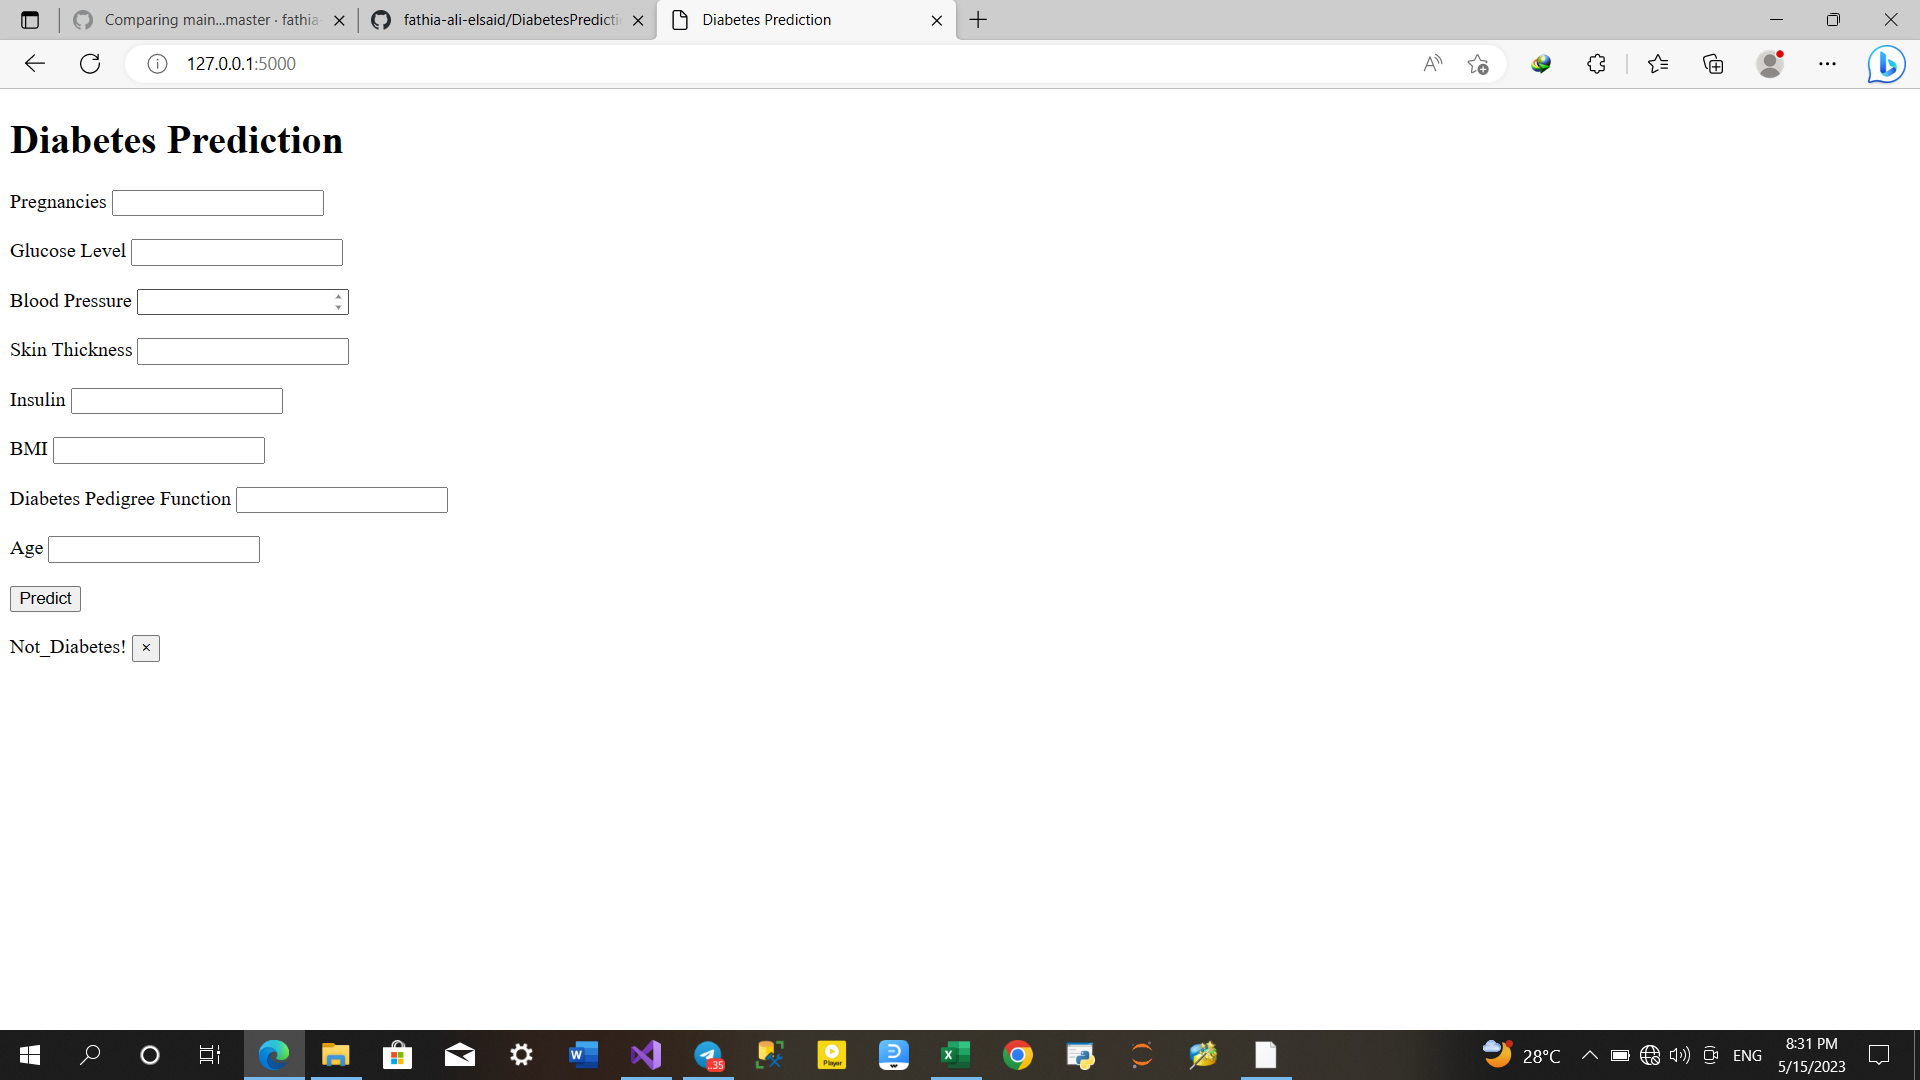 Comparing main...master · fathia-
fathia-ali-elsaid/DiabetesPredicti
Diabetes Prediction
127.0.0.1:5000
Diabetes Prediction
Pregnancies
Glucose Level
Blood Pressure
Skin Thickness
Insulin
BMI
Diabetes Pedigree Function
Age
Predict
Not_Diabetes! ×
..35
Player
28°C
ENG
8:31 PM
5/15/2023